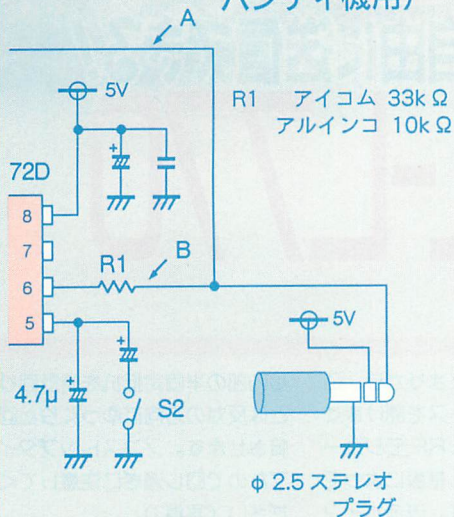 ハンディ機用)
A
5V
R1 アイコム 33kΩ
アルインコ 10kΩ
72D
8
7
6
5
R1
B
5V
4.7μ
S2
φ2.5ステレオ
プラグ